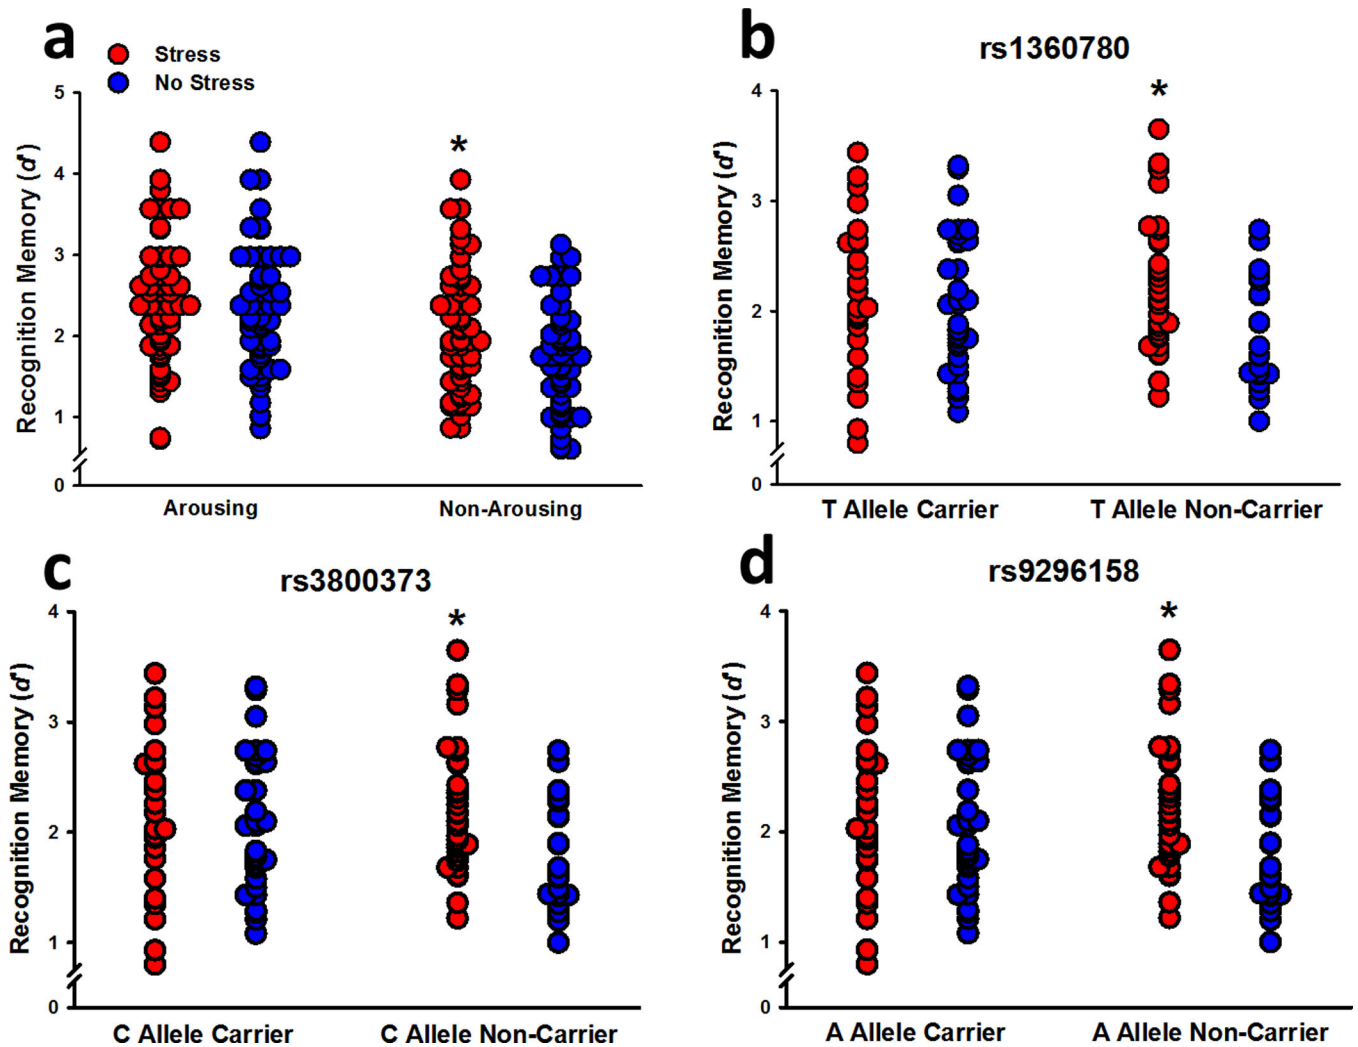 a
Stress
No Stress
Recognition Memory (d')
5
4
3
2
1
0
*
Arousing
Non-Arousing
b
rs1360780
Recognition Memory (d')
4
3
2
1
0
*
T Allele Carrier
T Allele Non-Carrier
c
rs3800373
Recognition Memory (d')
4
3
2
1
0
*
C Allele Carrier
C Allele Non-Carrier
d
rs9296158
Recognition Memory (d')
4
3
2
1
0
*
A Allele Carrier
A Allele Non-Carrier